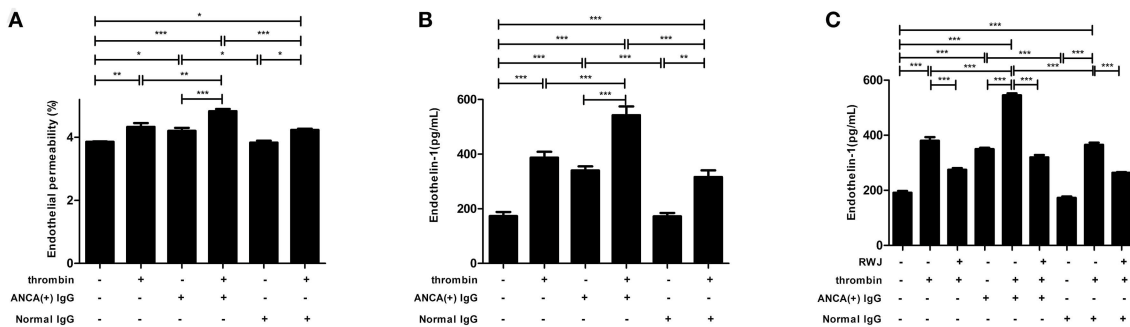 A
*
*** ***
* * *
** **
***
Endothelial permeability (%)
6
4
2
0
thrombin - + - + - +
ANCA(+) IgG - - + + - -
Normal IgG - - - - + +
B
***
*** ***
*** *** **
*** ***
***
Endothelin-1(pg/mL)
600
400
200
0
thrombin - + - + - +
ANCA(+) IgG - - + + - -
Normal IgG - - - - + +
C
***
***
*** *** ***
*** *** *** ***
*** *** ***
Endothelin-1(pg/mL)
600
400
200
0
RWJ - - + - - + - - +
thrombin - + + - + + - + +
ANCA(+) IgG - - - + + + - - -
Normal IgG - - - - - - + + +